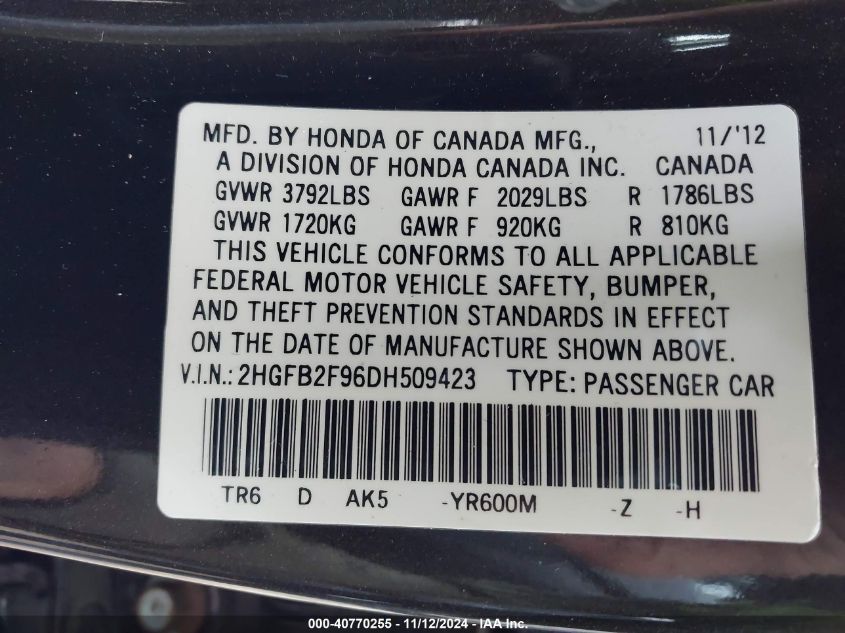 MFD. BY HONDA OF CANADA MFG., 11/'12
A DIVISION OF HONDA CANADA INC. CANADA
GVWR 3792LBS GAWR F 2029LBS R 1786LBS
GVWR 1720KG GAWR F 920KG R 810KG
THIS VEHICLE CONFORMS TO ALL APPLICABLE
FEDERAL MOTOR VEHICLE SAFETY, BUMPER,
AND THEFT PREVENTION STANDARDS IN EFFECT
ON THE DATE OF MANUFACTURE SHOWN ABOVE.
V.I.N.: 2HGFB2F96DH509423 TYPE: PASSENGER CAR
TR6 D AK5 -YR600M -Z -H
000-40770255 - 11/12/2024 - IAA Inc.